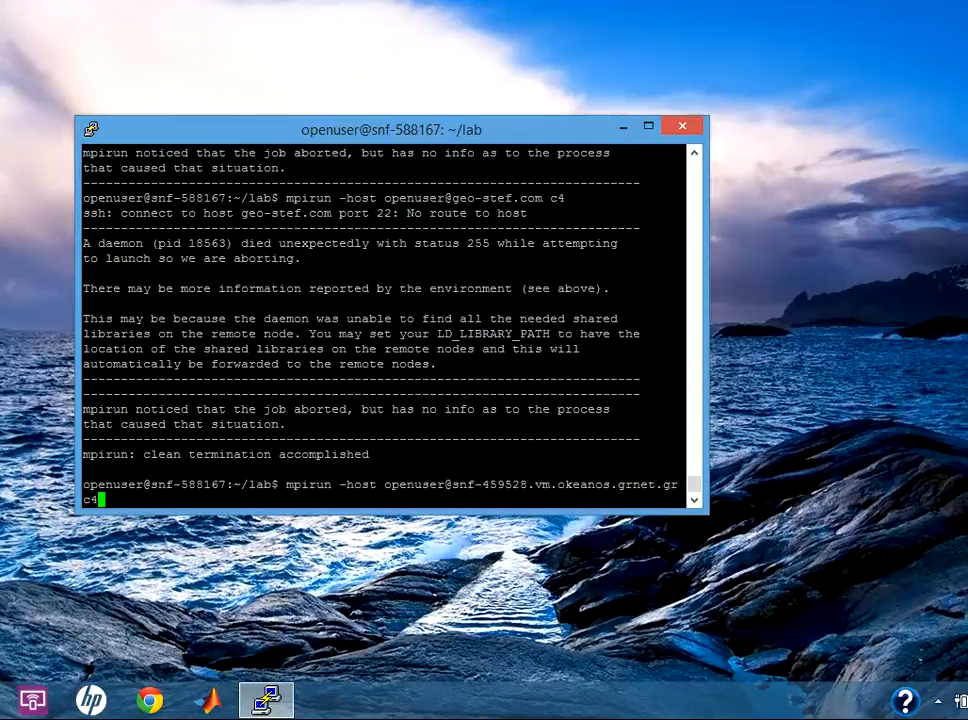 openuser@snf-588167: ~/lab
mpirun noticed that the job aborted, but has no info as to the process
that caused that situation.
--------------------------------------------------------------------------
openuser@snf-588167:~/lab$ mpirun -host openuser@geo-stef.com c4
ssh: connect to host geo-stef.com port 22: No route to host
--------------------------------------------------------------------------
A daemon (pid 18563) died unexpectedly with status 255 while attempting
to launch so we are aborting.
There may be more information reported by the environment (see above).
This may be because the daemon was unable to find all the needed shared
libraries on the remote node. You may set your LD_LIBRARY_PATH to have the
location of the shared libraries on the remote nodes and this will
automatically be forwarded to the remote nodes.
--------------------------------------------------------------------------
--------------------------------------------------------------------------
mpirun noticed that the job aborted, but has no info as to the process
that caused that situation.
--------------------------------------------------------------------------
mpirun: clean termination accomplished
openuser@snf-588167:~/lab$ mpirun -host openuser@snf-459528.vm.okeanos.grnet.gr
c4
hp
?